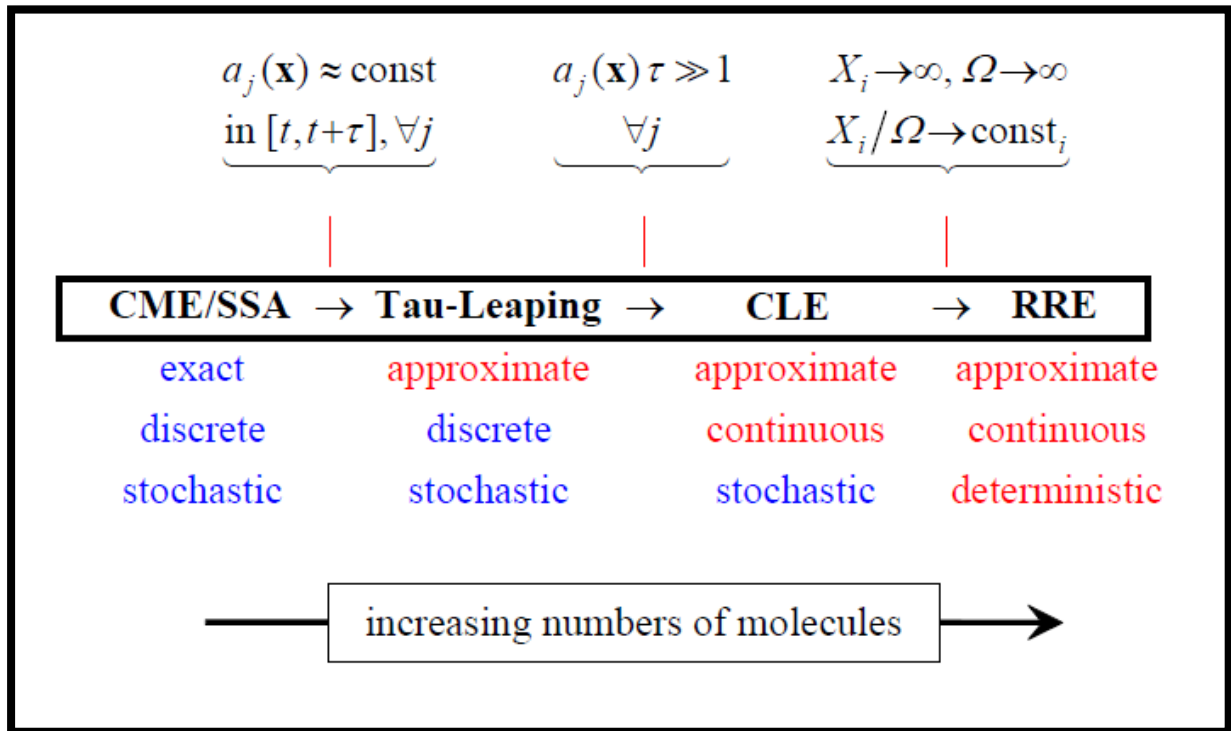 a_j(x) ≈ const    a_j(x) τ ≫ 1    X_i → ∞, Ω → ∞
in [t, t+τ], ∀j    ∀j    X_i/Ω → const_i
CME/SSA → Tau-Leaping → CLE → RRE
exact    approximate    approximate    approximate
discrete    discrete    continuous    continuous
stochastic    stochastic    stochastic    deterministic
increasing numbers of molecules